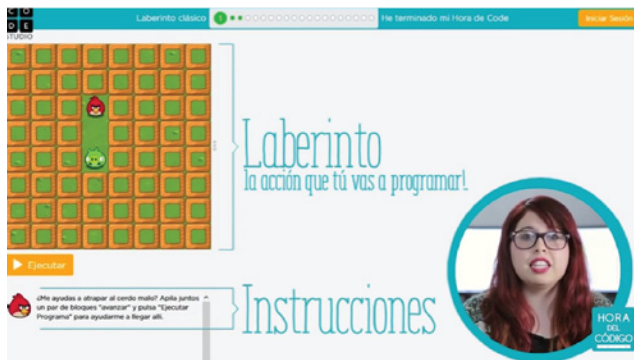 C O
D E
STUDIO
Laberinto clásico
1
He terminado mi Hora de Code
Iniciar Sesión
Laberinto
la acción que tú vas a programar!
Ejecutar
¿Me ayudas a atrapar al cerdo malo? Apila juntos
un par de bloques "avanzar" y pulsa "Ejecutar
Programa" para ayudarme a llegar allí.
Instrucciones
HORA
DEL
CÓDIGO